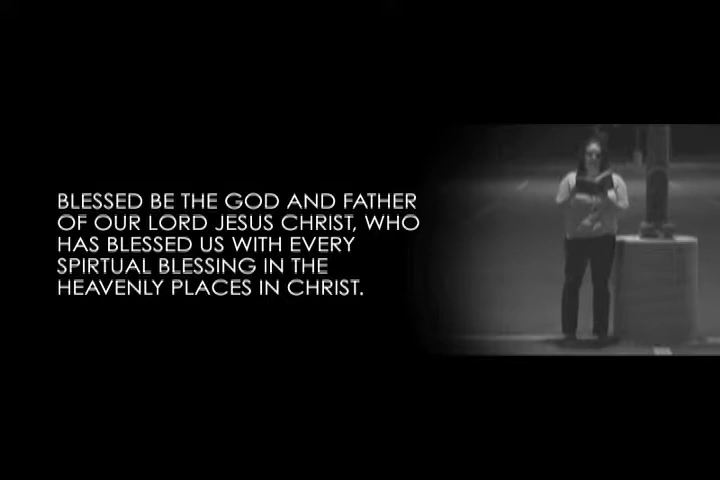 BLESSED BE THE GOD AND FATHER
OF OUR LORD JESUS CHRIST, WHO
HAS BLESSED US WITH EVERY
SPIRTUAL BLESSING IN THE
HEAVENLY PLACES IN CHRIST.